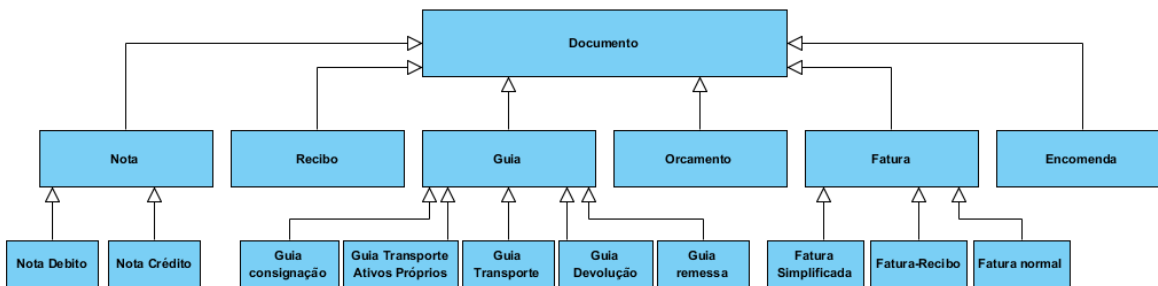 Documento
Nota
Recibo
Guia
Orcamento
Fatura
Encomenda
Nota Debito
Nota Crédito
Guia
consignação
Guia Transporte
Ativos Próprios
Guia
Transporte
Guia
Devolução
Guia
remessa
Fatura
Simplificada
Fatura-Recibo
Fatura normal